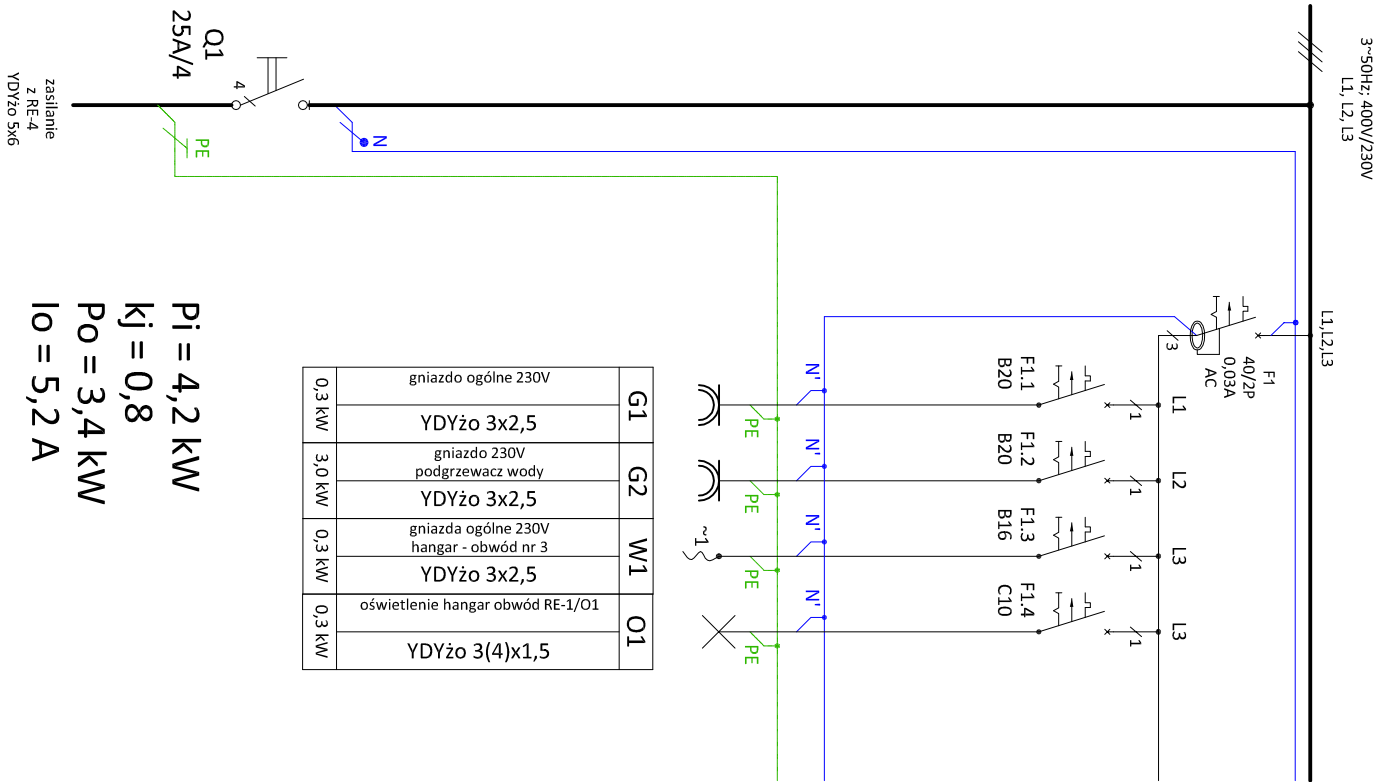 3~50Hz; 400V/230V
L1, L2, L3
Q1
25A/4
4
zasilanie
z RE-4
YDYżo 5x6
PE
N
L1,L2,L3
F1
40/2P
0,03A
AC
3
L1
F1.1
B20
1
N'
PE
L2
F1.2
B20
1
N'
PE
L3
F1.3
B16
1
N'
PE
~1
L3
F1.4
C10
1
N'
PE
G1
gniazdo ogólne 230V
YDYżo 3x2,5
0,3 kW
G2
gniazdo 230V
podgrzewacz wody
YDYżo 3x2,5
3,0 kW
W1
gniazda ogólne 230V
hangar - obwód nr 3
YDYżo 3x2,5
0,3 kW
O1
oświetlenie hangar obwód RE-1/O1
YDYżo 3(4)x1,5
0,3 kW
Pi = 4,2 kW
kj = 0,8
Po = 3,4 kW
Io = 5,2 A